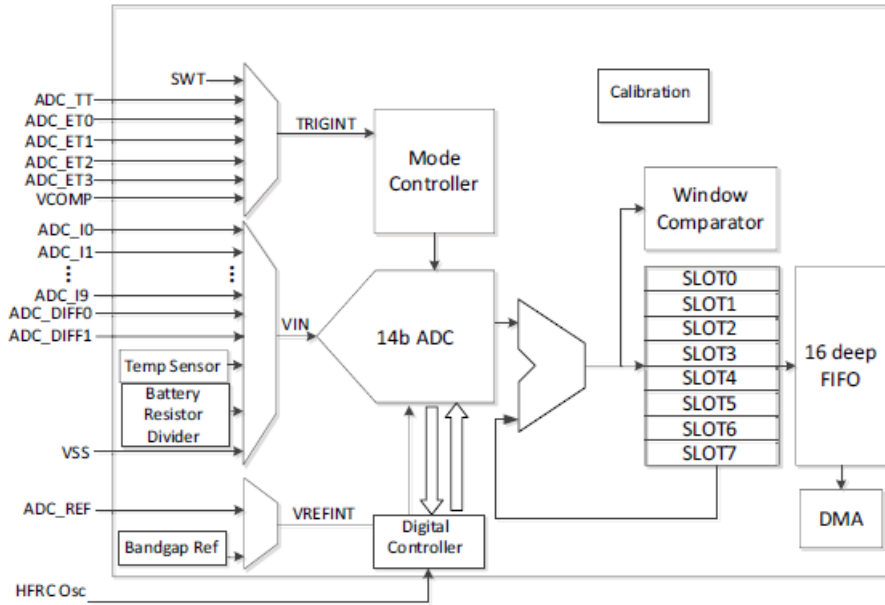 SWT
ADC_TT
ADC_ET0
ADC_ET1
ADC_ET2
ADC_ET3
VCOMP
TRIGINT
Mode
Controller
Calibration
Window
Comparator
ADC_I0
ADC_I1
ADC_I9
ADC_DIFF0
ADC_DIFF1
Temp Sensor
Battery
Resistor
Divider
VSS
VIN
14b ADC
SLOT0
SLOT1
SLOT2
SLOT3
SLOT4
SLOT5
SLOT6
SLOT7
16 deep
FIFO
DMA
ADC_REF
Bandgap Ref
VREFINT
Digital
Controller
HFRC Osc